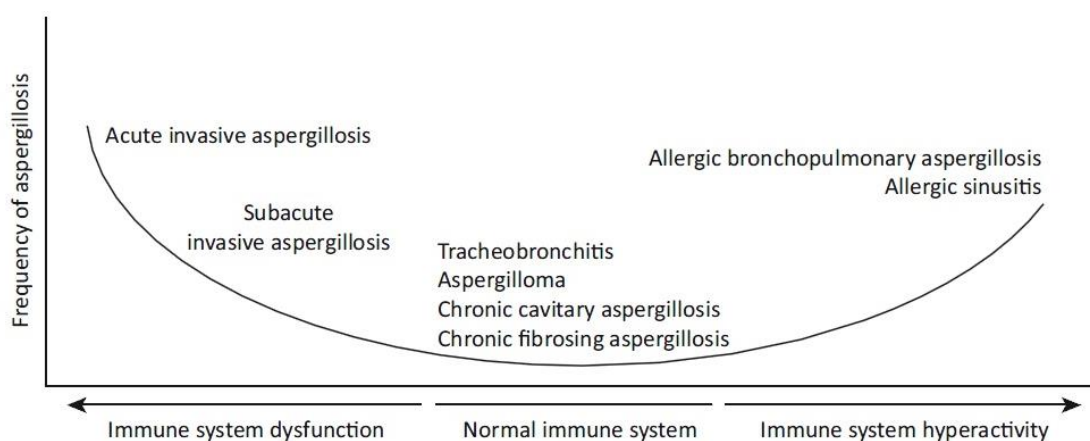 Frequency of aspergillosis
Acute invasive aspergillosis
Subacute
invasive aspergillosis
Tracheobronchitis
Aspergilloma
Chronic cavitary aspergillosis
Chronic fibrosing aspergillosis
Allergic bronchopulmonary aspergillosis
Allergic sinusitis
Immune system dysfunction
Normal immune system
Immune system hyperactivity